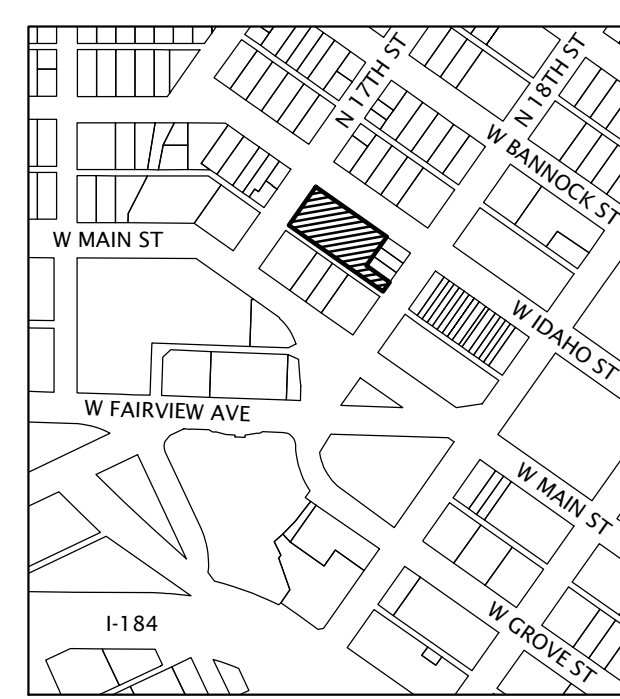 N 17TH ST
N 18TH ST
W BANNOCK ST
W MAIN ST
W IDAHO ST
W FAIRVIEW AVE
W MAIN ST
I-184
W GROVE ST